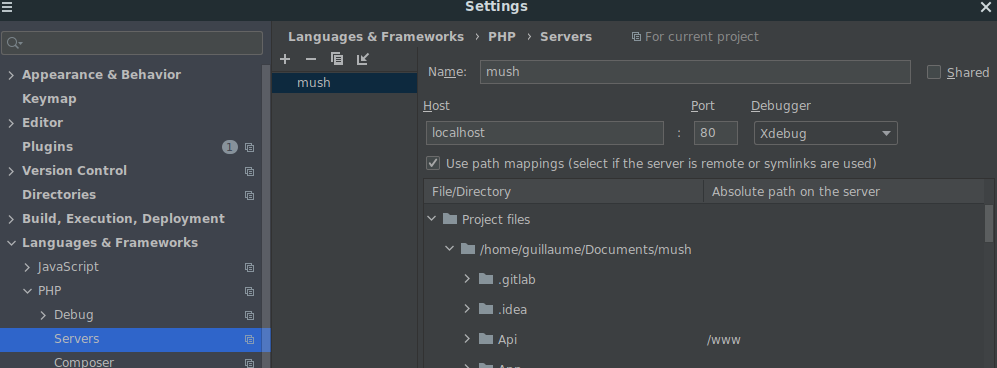 Settings
Languages & Frameworks › PHP › Servers For current project
Appearance & Behavior
Keymap
Editor
Plugins 1
Version Control
Directories
Build, Execution, Deployment
Languages & Frameworks
JavaScript
PHP
Debug
Servers
Composer
mush
Name: mush Shared
Host Port Debugger
localhost : 80 Xdebug
Use path mappings (select if the server is remote or symlinks are used)
File/Directory Absolute path on the server
Project files
/home/guillaume/Documents/mush
.gitlab
.idea
Api /www
App